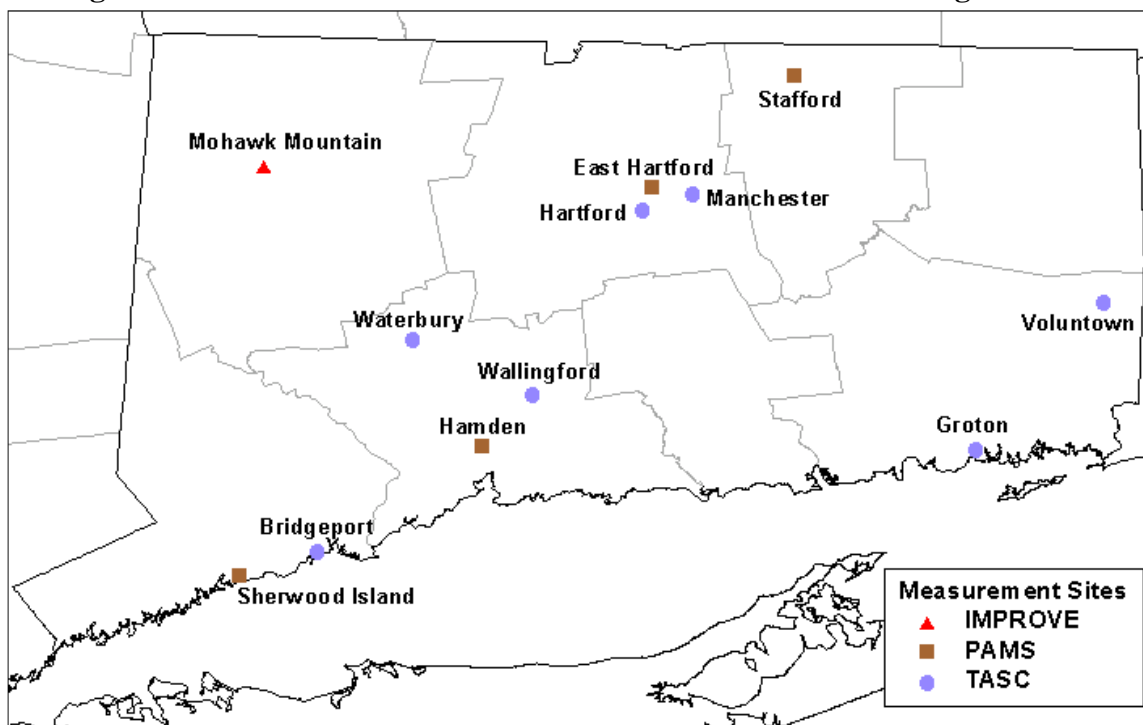 Stafford
Mohawk Mountain
East Hartford
Manchester
Hartford
Waterbury
Voluntown
Wallingford
Hamden
Groton
Bridgeport
Sherwood Island
Measurement Sites
IMPROVE
PAMS
TASC